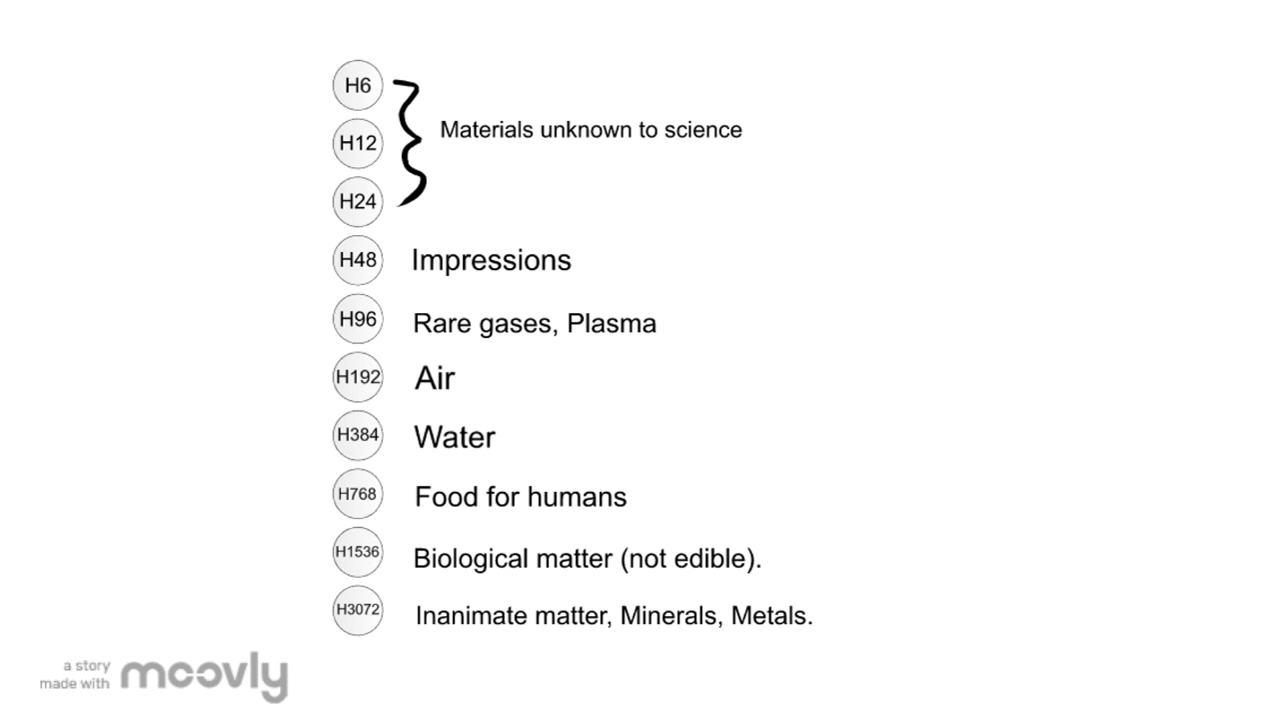 H6
H12
Materials unknown to science
H24
H48 Impressions
H96 Rare gases, Plasma
H192 Air
H384 Water
H768 Food for humans
H1536 Biological matter (not edible).
H3072 Inanimate matter, Minerals, Metals.
a story
made with
moovly